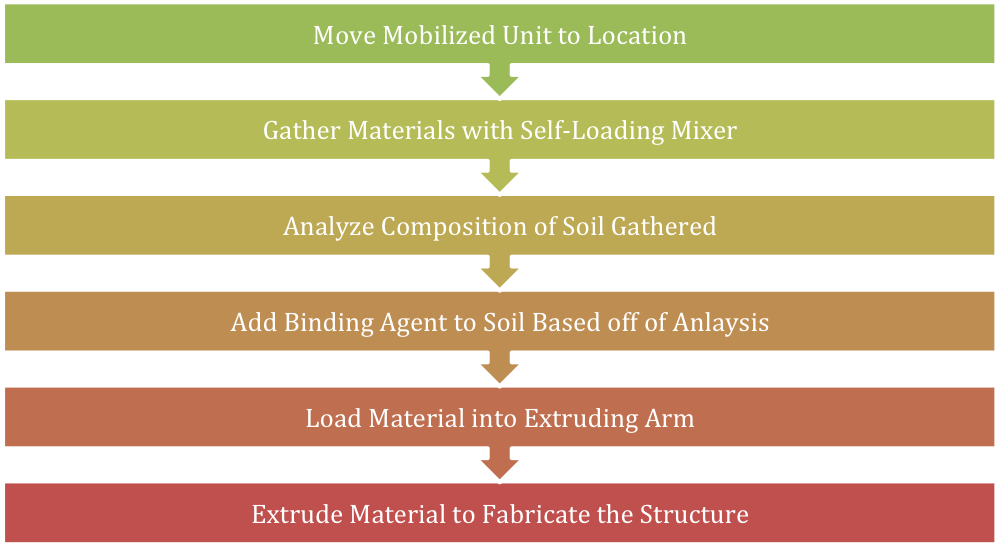 Move Mobilized Unit to Location
Gather Materials with Self-Loading Mixer
Analyze Composition of Soil Gathered
Add Binding Agent to Soil Based off of Anlaysis
Load Material into Extruding Arm
Extrude Material to Fabricate the Structure